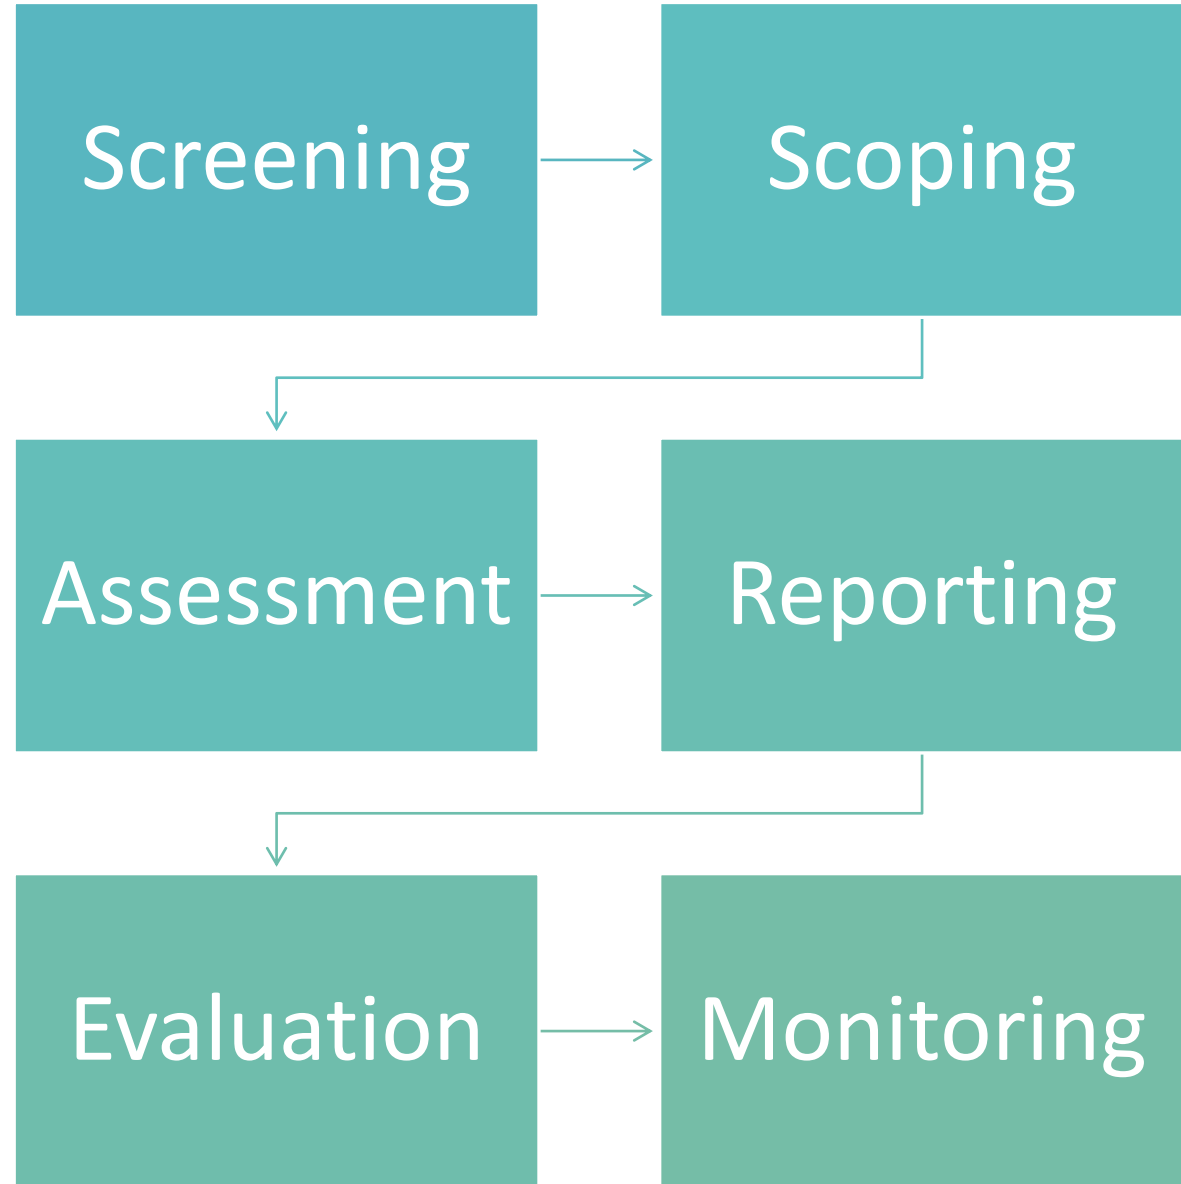 Screening
Scoping
Assessment
Reporting
Evaluation
Monitoring